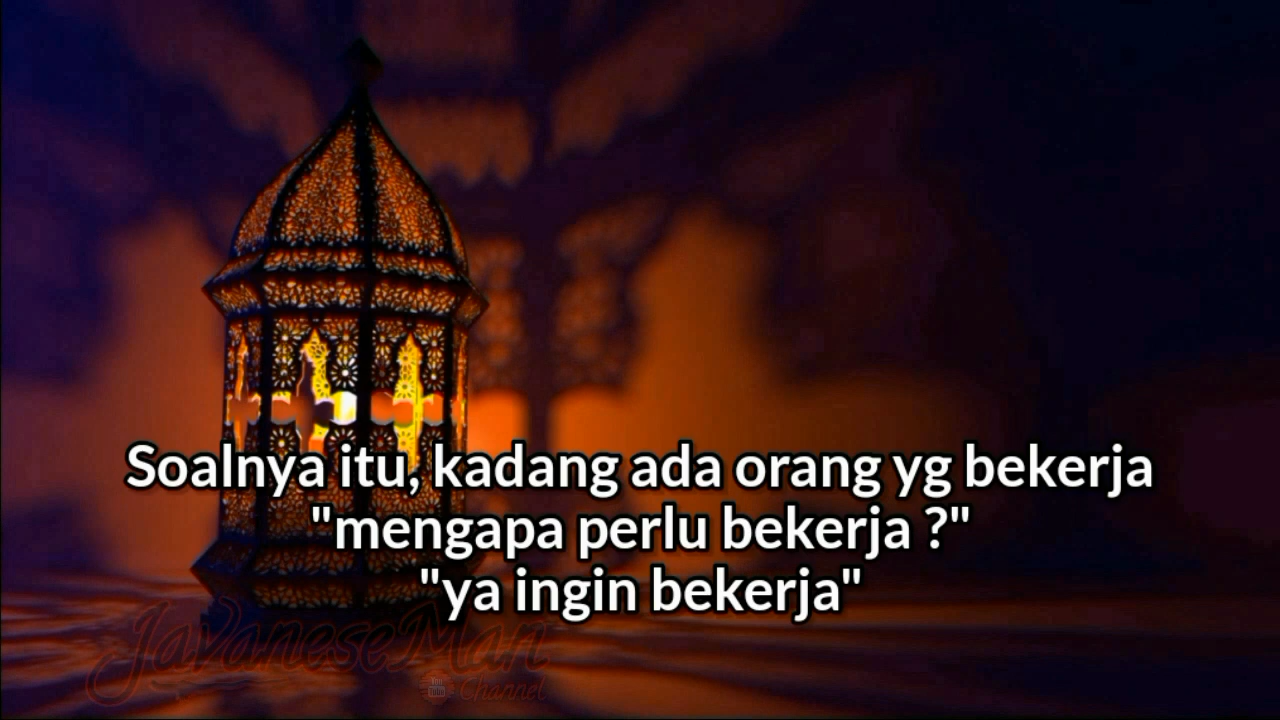 Soalnya itu, kadang ada orang yg bekerja
"mengapa perlu bekerja ?"
"ya ingin bekerja"
JavaneseMan
Channel